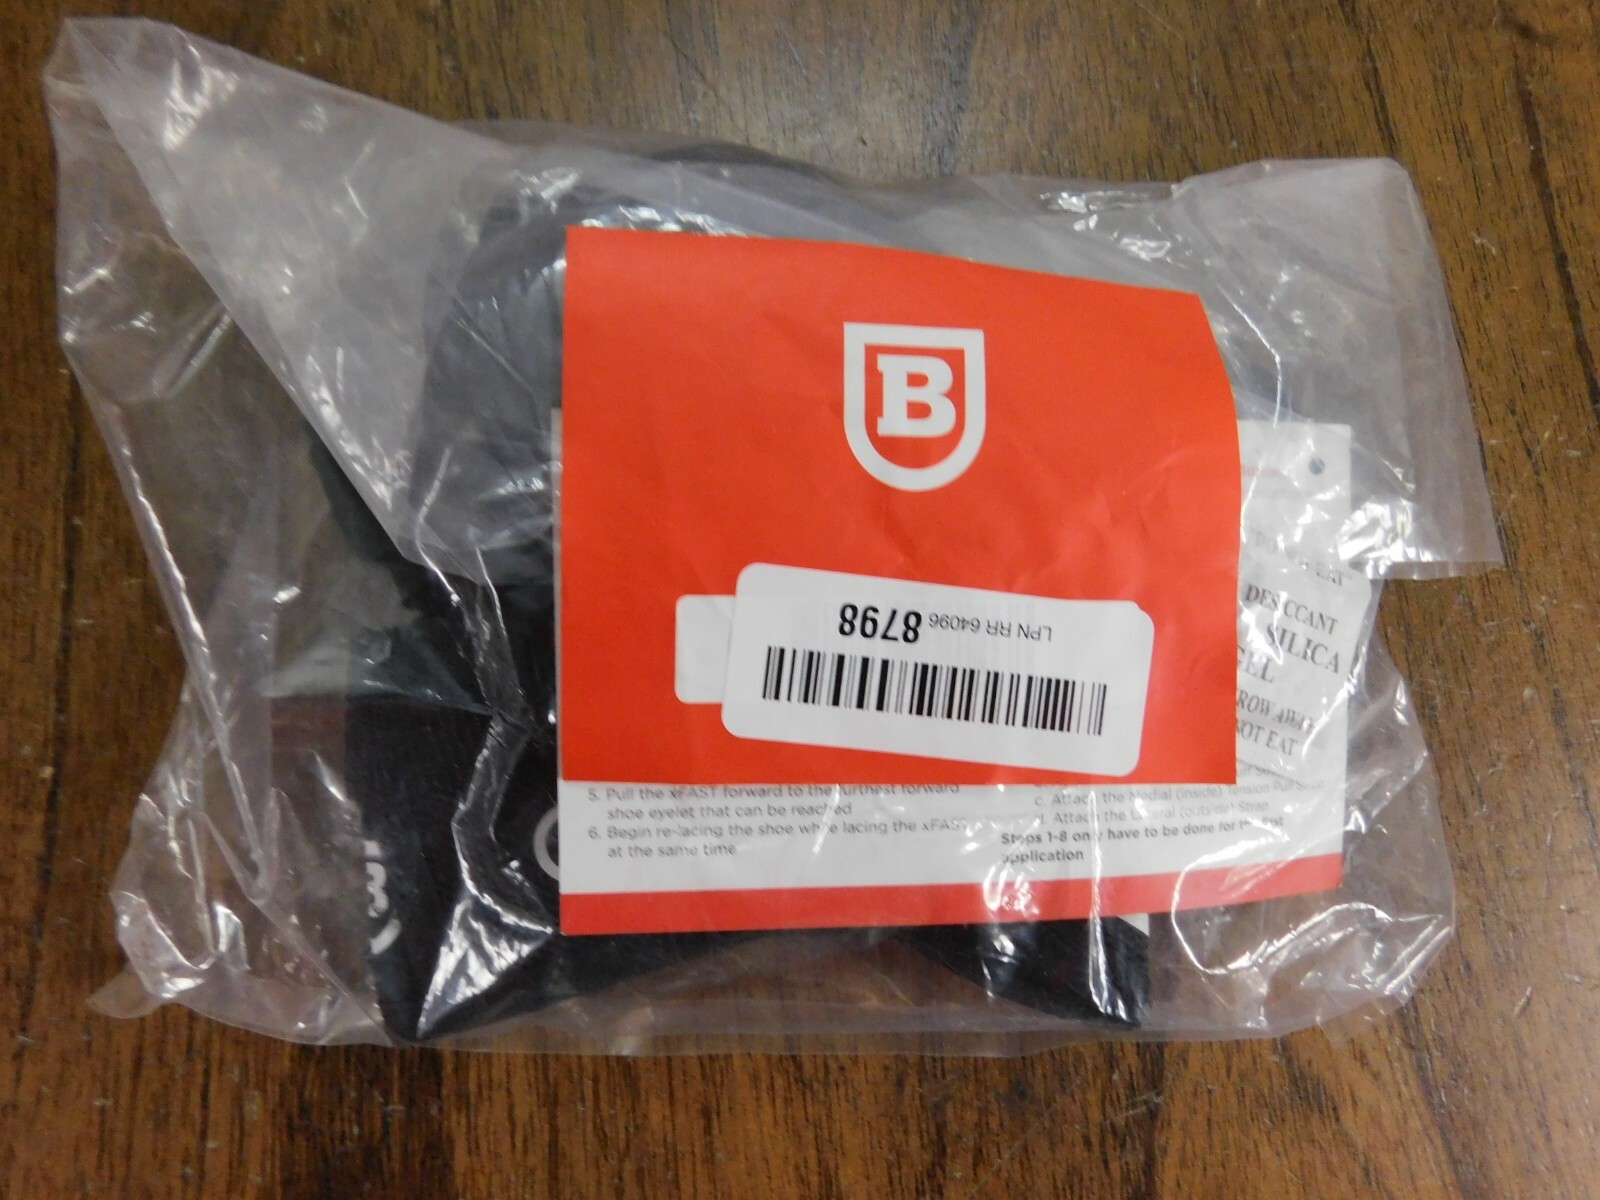 B
LPN RR 64096 8798
DESICCANT
SILICA
GEL
NOT EAT
5. Pull the xFAST forward to the furthest forward
shoe eyelet that can be reached
6. Begin re-lacing the shoe while lacing the xFAST
at the same time
c. Attach the Medial (inside) Tension Pull
d. Attach the Lateral (outside) Strap
Steps 1-8 only have to be done for the first
application